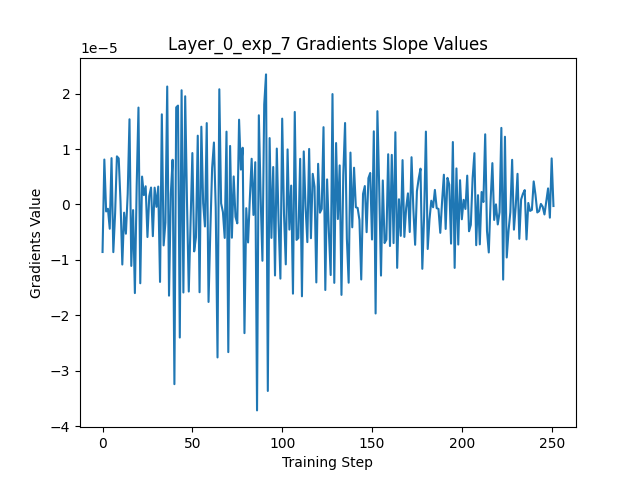 Layer_0_exp_7 Gradients Slope Values
1e−5
2
1
0
−1
−2
−3
−4
Gradients Value
0 50 100 150 200 250
Training Step